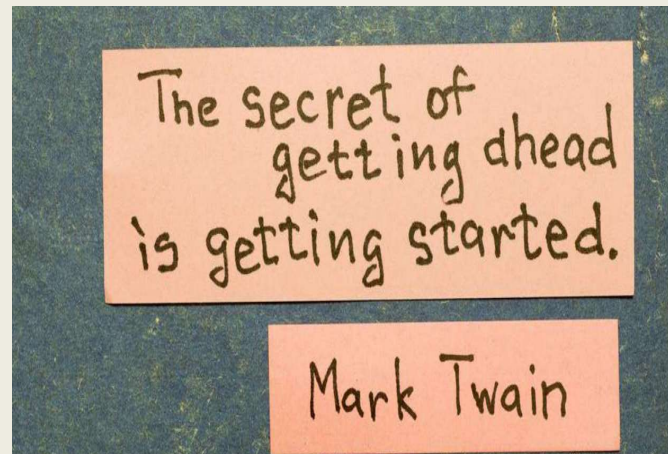 The secret of
getting ahead
is getting started.
Mark Twain